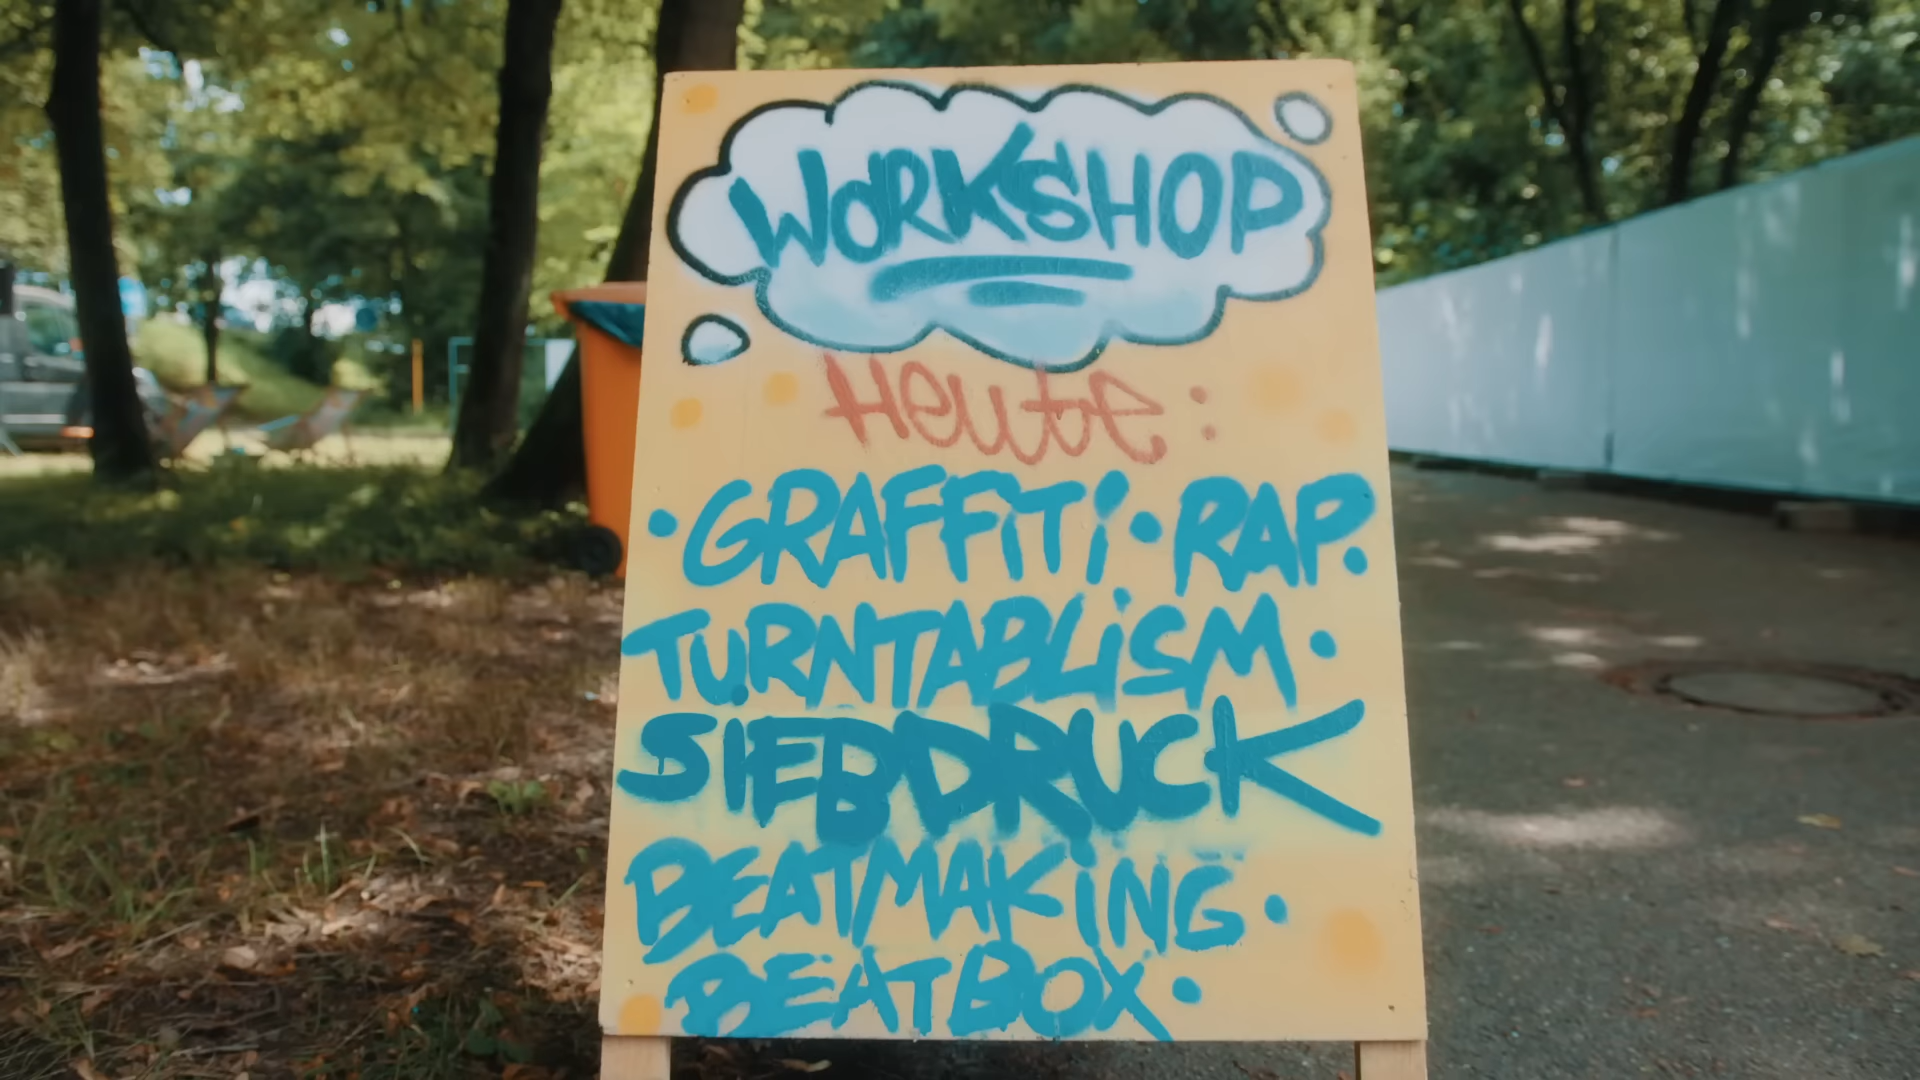 WORKSHOP
Heute:
• GRAFFiTi • RAP.
TURNTABLiSM •
SIEBDRUCK
BEATMAKiNG •
BEATBOX •